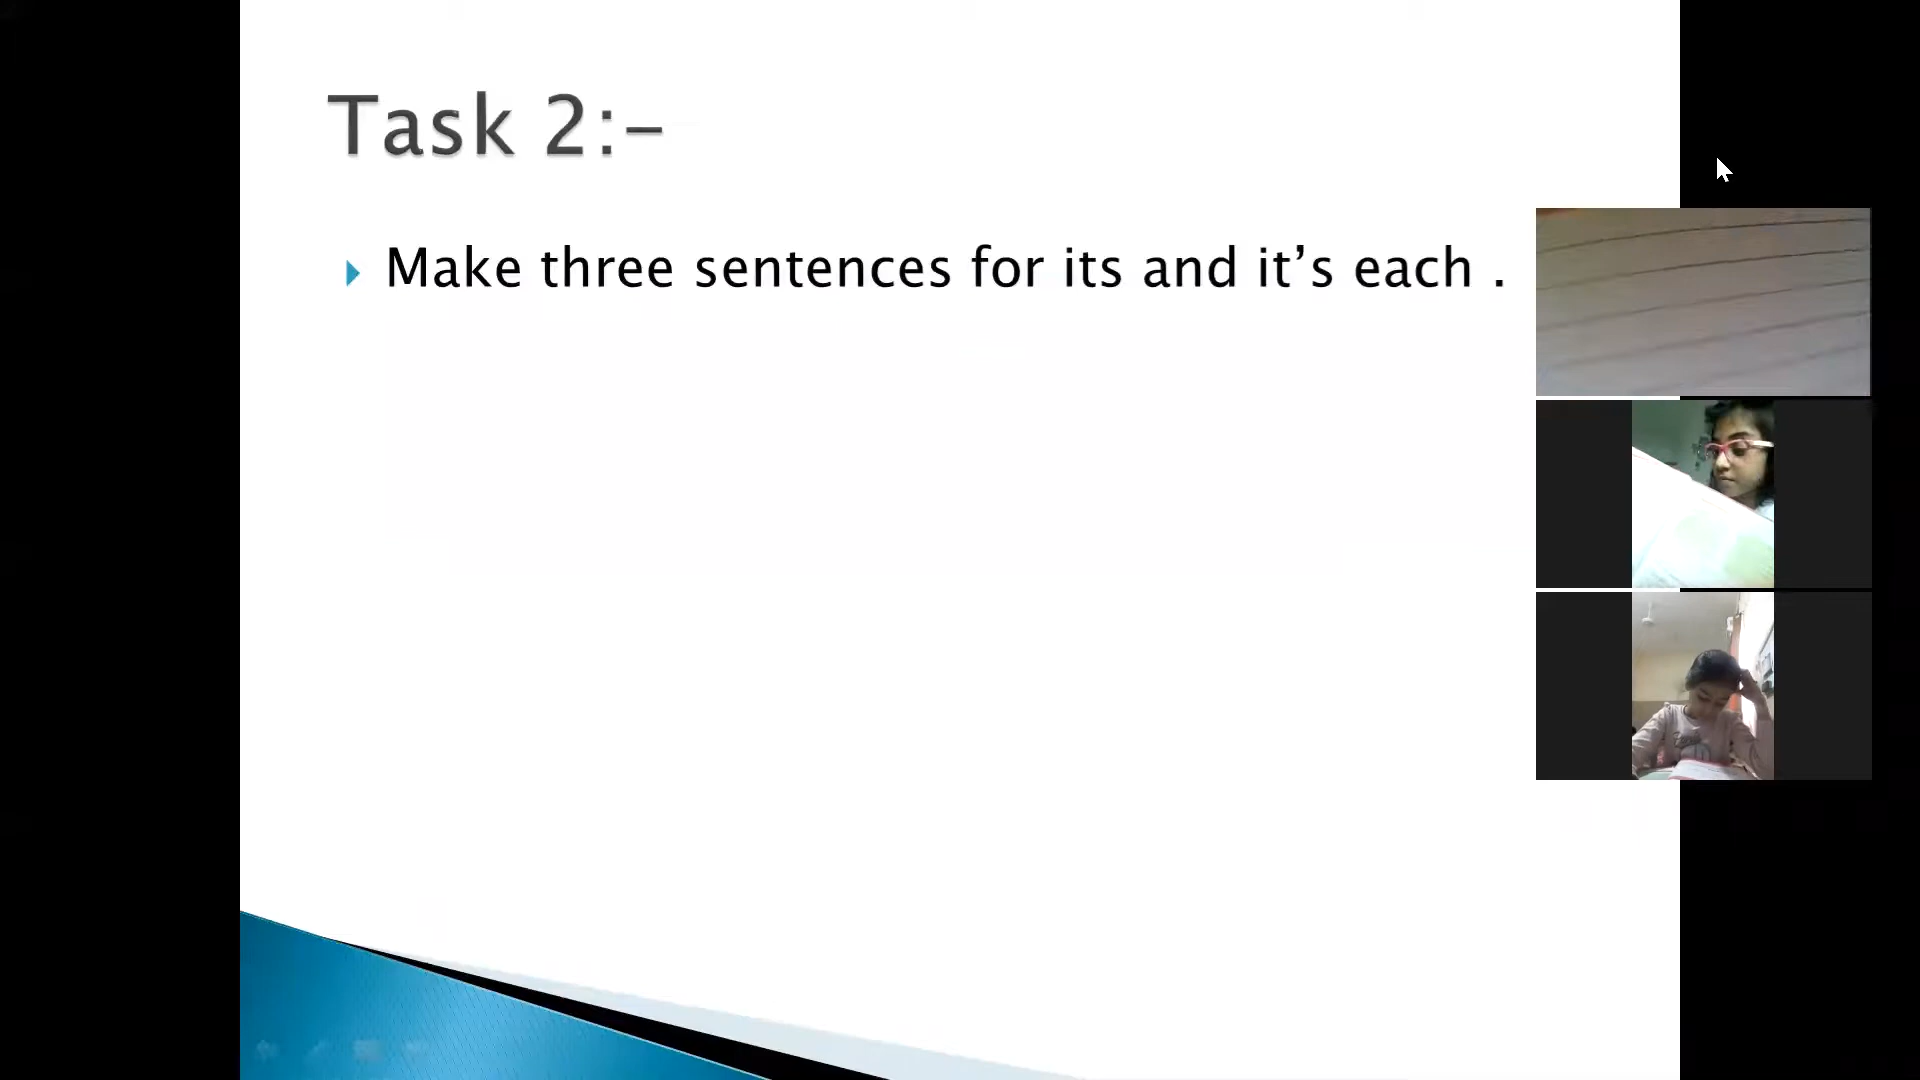 Task 2:-
Make three sentences for its and it’s each .